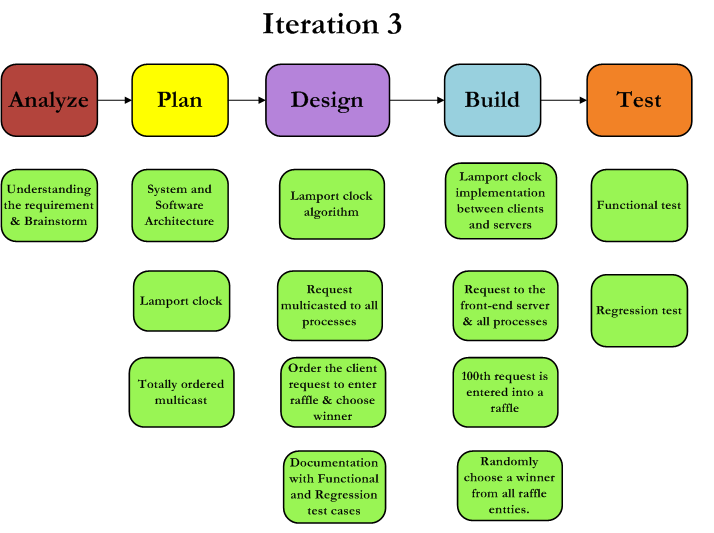 Iteration 3
Analyze
Plan
Design
Build
Test
Understanding
the requirement
& Brainstorm
System and
Software
Architecture
Lamport clock
algorithm
Lamport clock
implementation
between clients
and servers
Functional test
Lamport clock
Request
multicasted to all
processes
Request to the
front-end server
& all processes
Regression test
Totally ordered
multicast
Order the client
request to enter
raffle & choose
winner
100th request is
entered into a
raffle
Documentation
with Functional
and Regression
test cases
Randomly
choose a winner
from all raffle
entties.